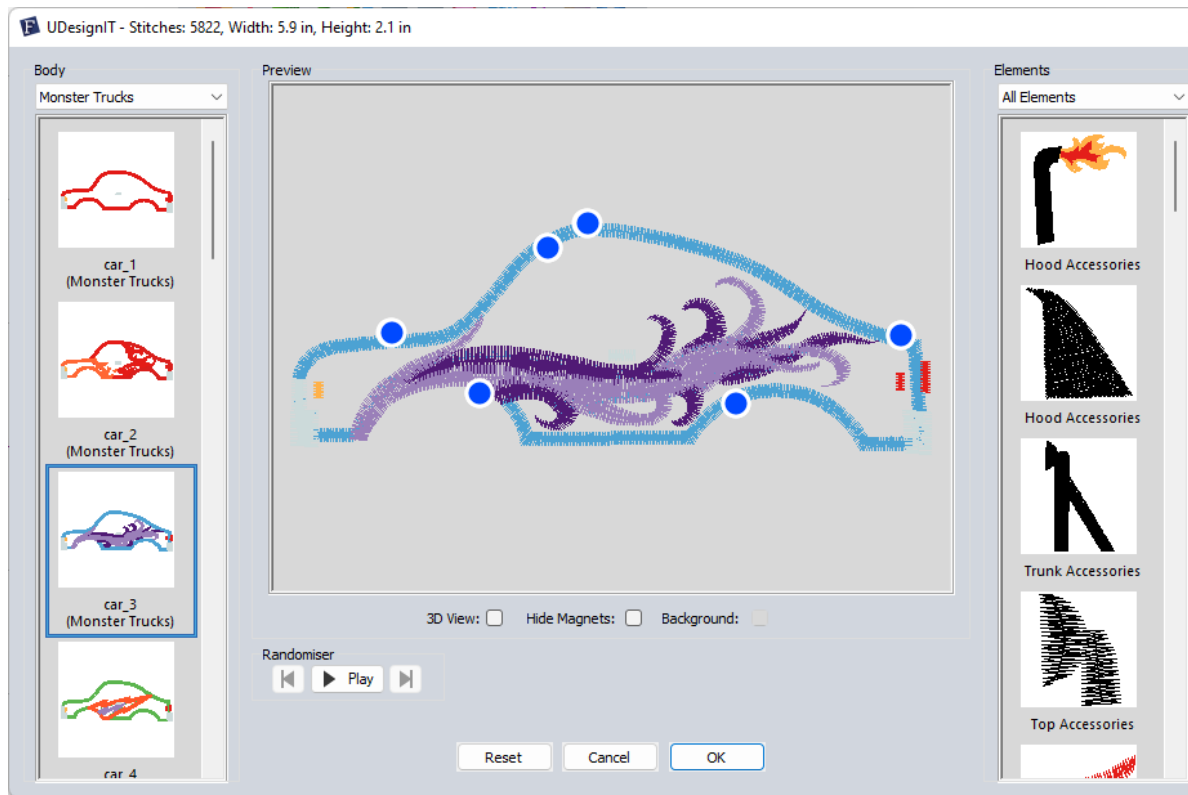 UDesignIT - Stitches: 5822, Width: 5.9 in, Height: 2.1 in
Body
Monster Trucks
car_1
(Monster Trucks)
car_2
(Monster Trucks)
car_3
(Monster Trucks)
car_4
Preview
3D View:
Hide Magnets:
Background:
Randomiser
Play
Reset
Cancel
OK
Elements
All Elements
Hood Accessories
Hood Accessories
Trunk Accessories
Top Accessories